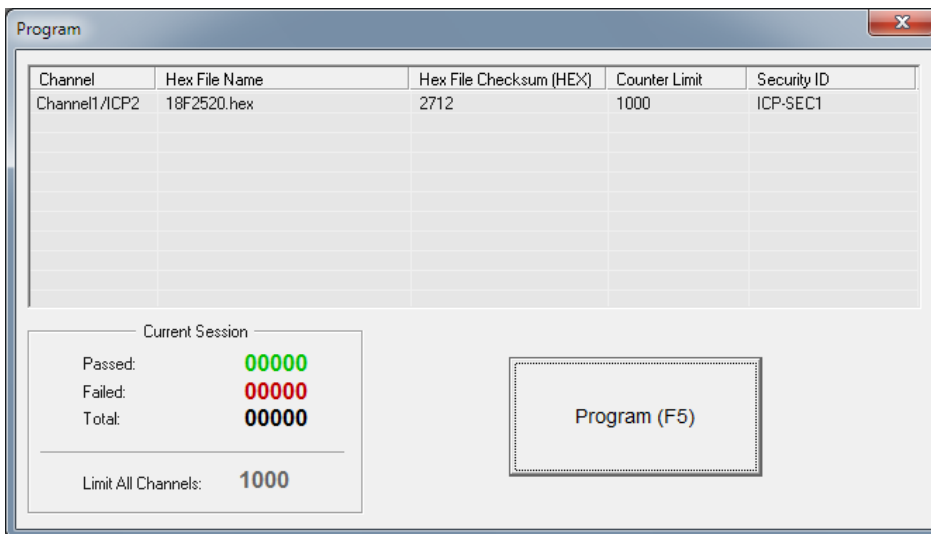 Program
Channel Hex File Name Hex File Checksum (HEX) Counter Limit Security ID
Channel1/ICP2 18F2520.hex 2712 1000 ICP-SEC1
Current Session
Passed: 00000
Failed: 00000
Total: 00000
Limit All Channels: 1000
Program (F5)